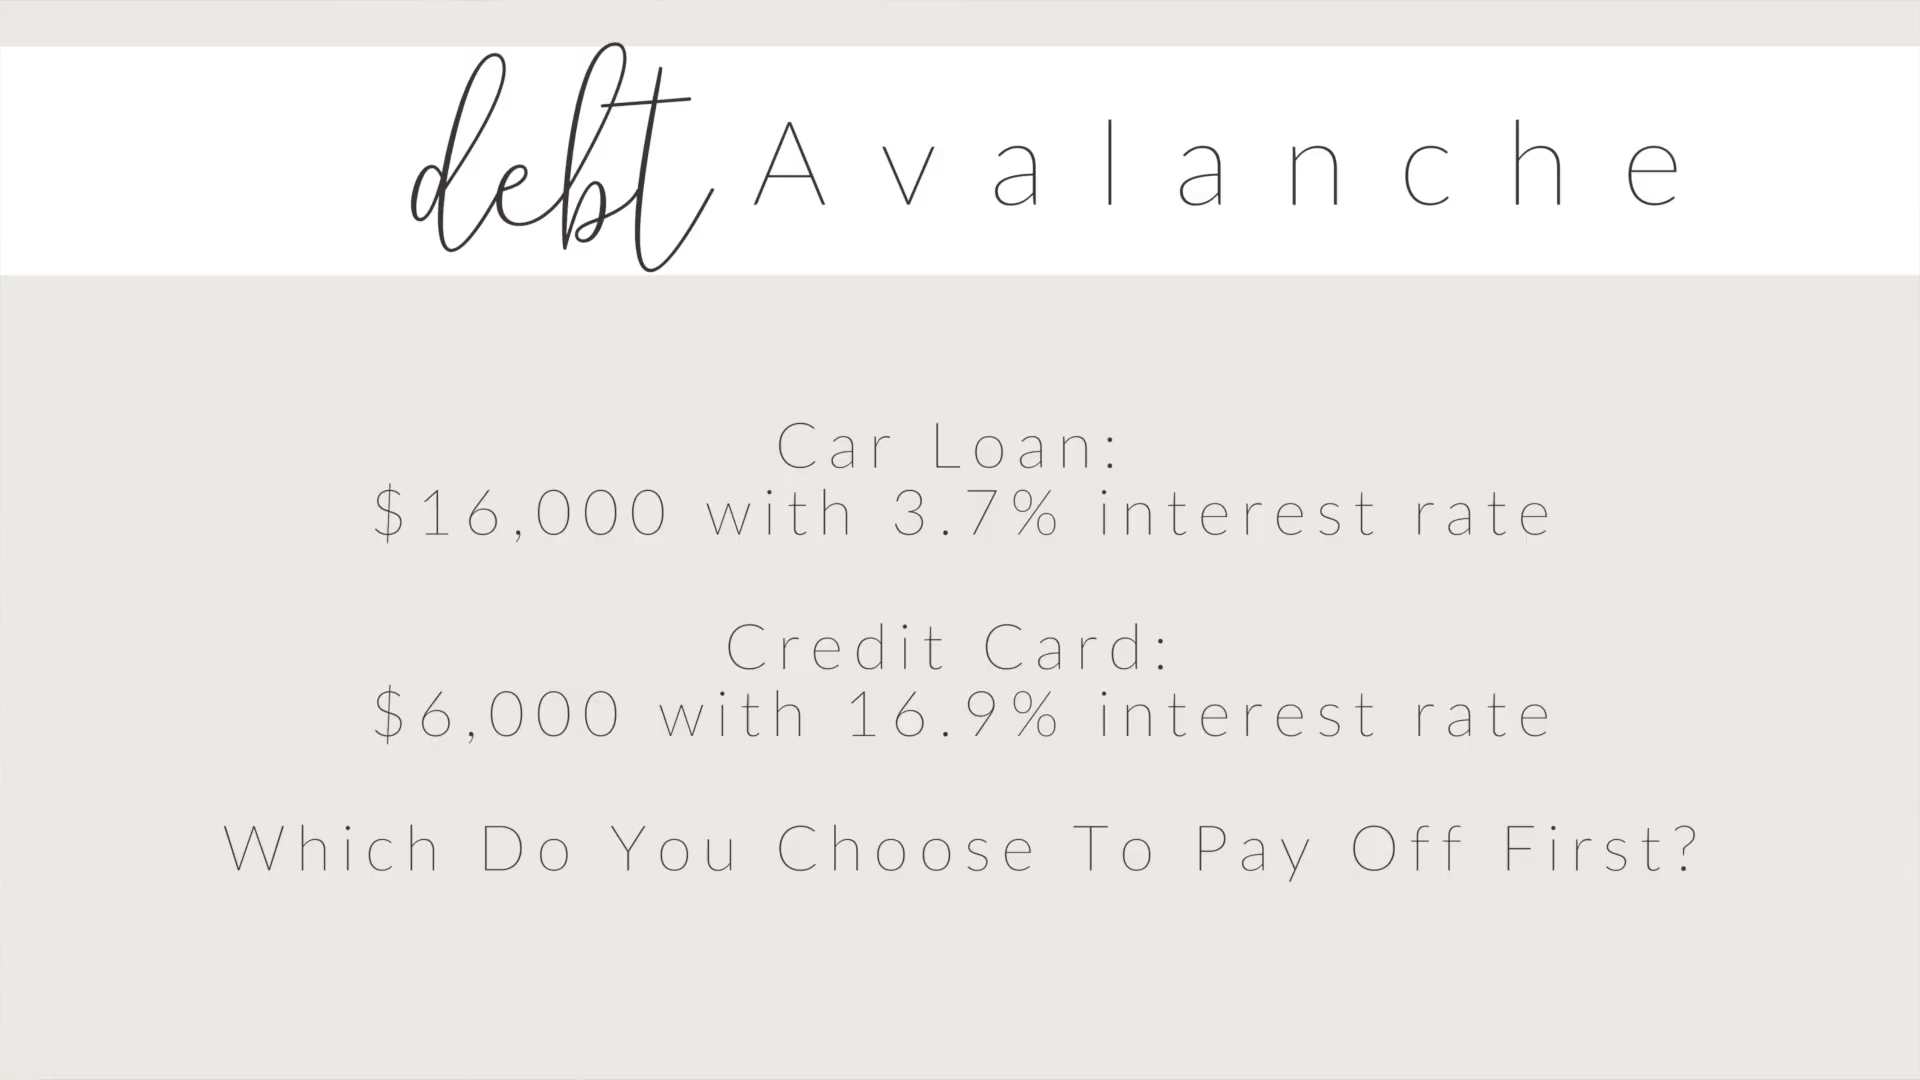 debt Avalanche
Car Loan:
$16,000 with 3.7% interest rate
Credit Card:
$6,000 with 16.9% interest rate
Which Do You Choose To Pay Off First?